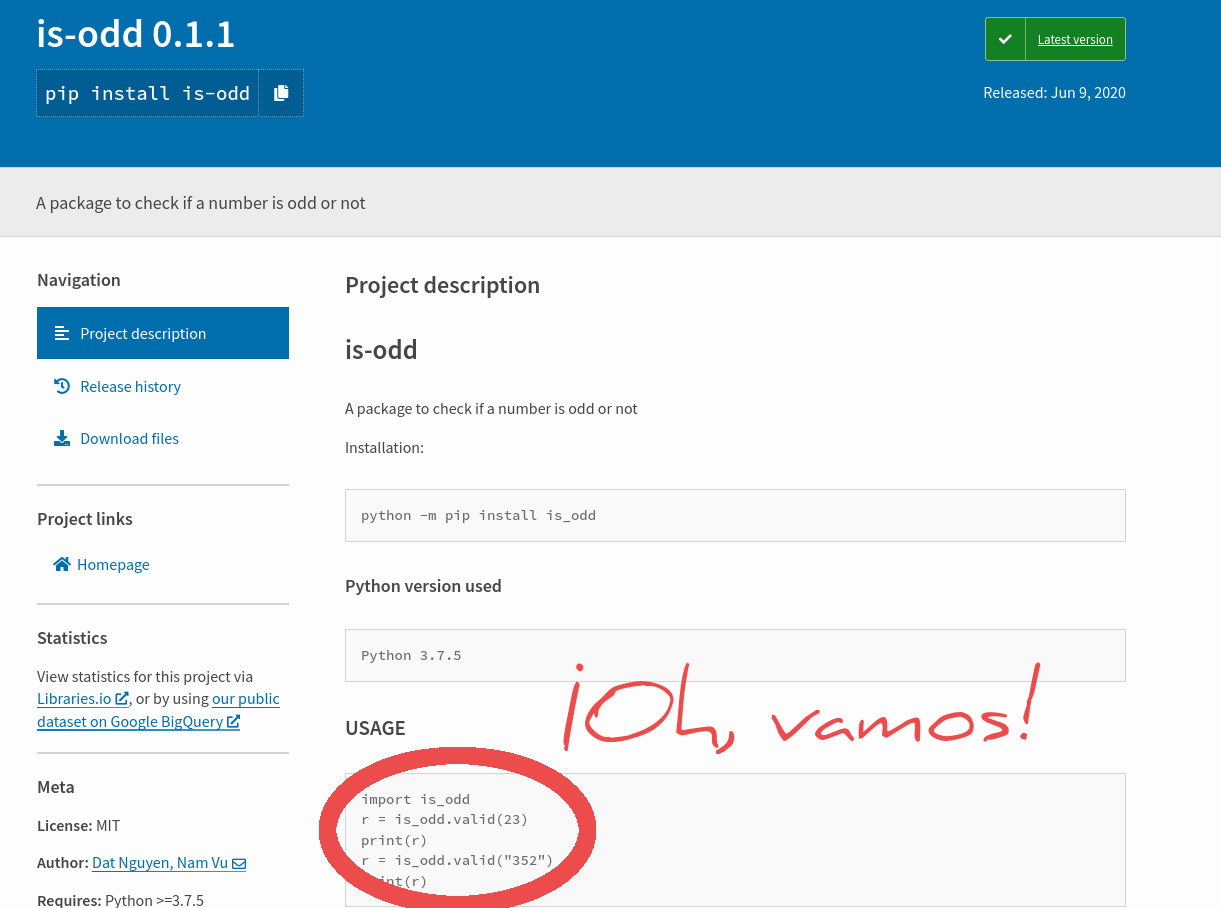 is-odd 0.1.1
Latest version
pip install is-odd
Released: Jun 9, 2020
A package to check if a number is odd or not
Navigation
Project description
Release history
Download files
Project links
Homepage
Statistics
View statistics for this project via
Libraries.io, or by using our public
dataset on Google BigQuery
Meta
License: MIT
Author: Dat Nguyen, Nam Vu
Requires: Python >=3.7.5
Project description
is-odd
A package to check if a number is odd or not
Installation:
python -m pip install is_odd
Python version used
Python 3.7.5
¡Oh, vamos!
USAGE
import is_odd
r = is_odd.valid(23)
print(r)
r = is_odd.valid("352")
print(r)